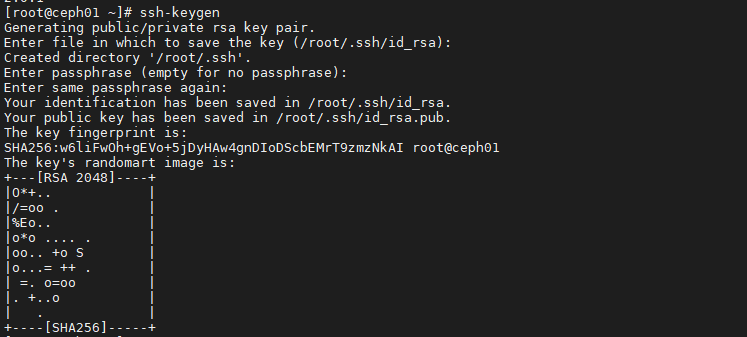 [root@ceph01 ~]# ssh-keygen
Generating public/private rsa key pair.
Enter file in which to save the key (/root/.ssh/id_rsa):
Created directory '/root/.ssh'.
Enter passphrase (empty for no passphrase):
Enter same passphrase again:
Your identification has been saved in /root/.ssh/id_rsa.
Your public key has been saved in /root/.ssh/id_rsa.pub.
The key fingerprint is:
SHA256:w6liFwOh+gEVo+5jDyHAw4gnDIoDScbEMrT9zmzNkAI root@ceph01
The key's randomart image is:
+---[RSA 2048]----+
|O*+..            |
|/=oo .           |
|%Eo..            |
|o*o .... .       |
|oo.. +o S        |
|o...= ++ .       |
| =. o=oo         |
|. +..o           |
|   .             |
+----[SHA256]-----+